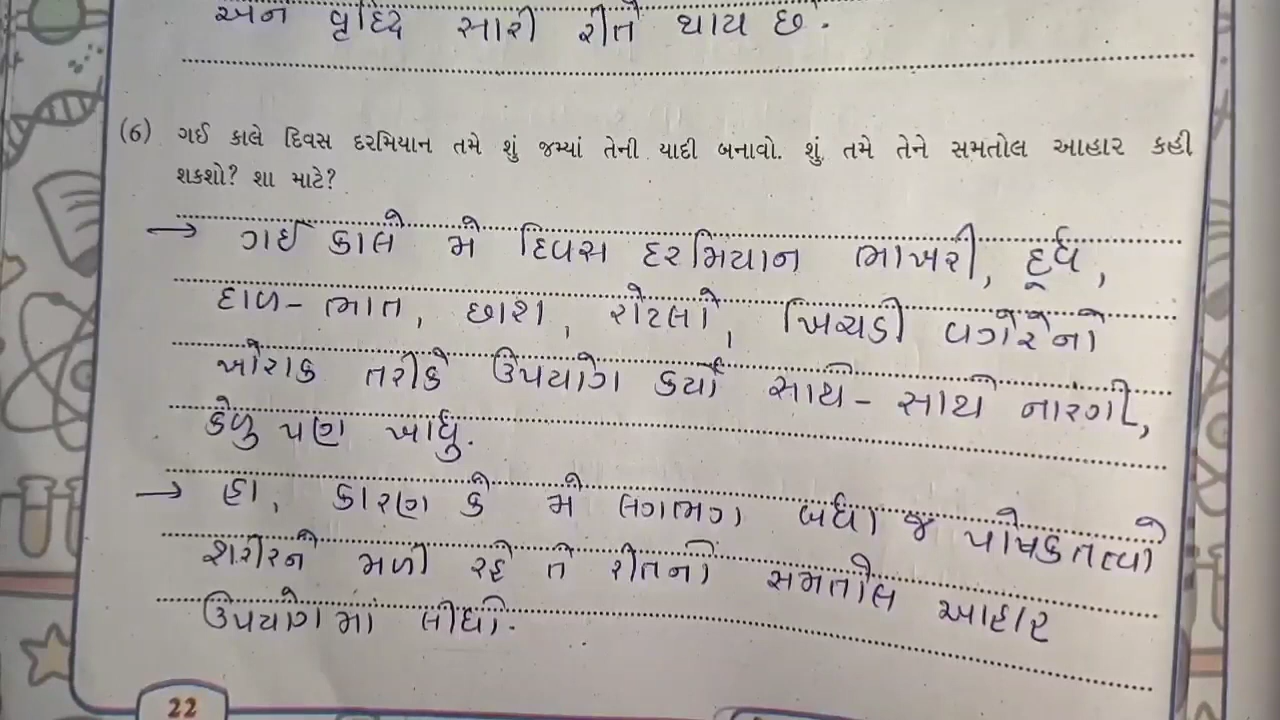 અને વૃદ્ધિ સારી રીતે થાય છે.
(6) ગઈ કાલે દિવસ દરમિયાન તમે શું જમ્યાં તેની યાદી બનાવો. શું તમે તેને સમતોલ આહાર કહી
શકશો? શા માટે?
→ ગઈ કાલે મે દિવસ દરમિયાન ભાખરી, દૂધ,
દાળ-ભાત, છાશ, રોટલો, ખિચડી વગેરેનો
ખોરાક તરીકે ઉપયોગ કર્યો સાથે-સાથે નારંગી,
કેળુ પણ ખાધુ.
→ હા, કારણ કે મે લગભગ બધા જ પોષકતત્વો
શરીરને મળી રહે તે રીતનો સમતોલ આહાર
ઉપયોગમાં લીધો.
22